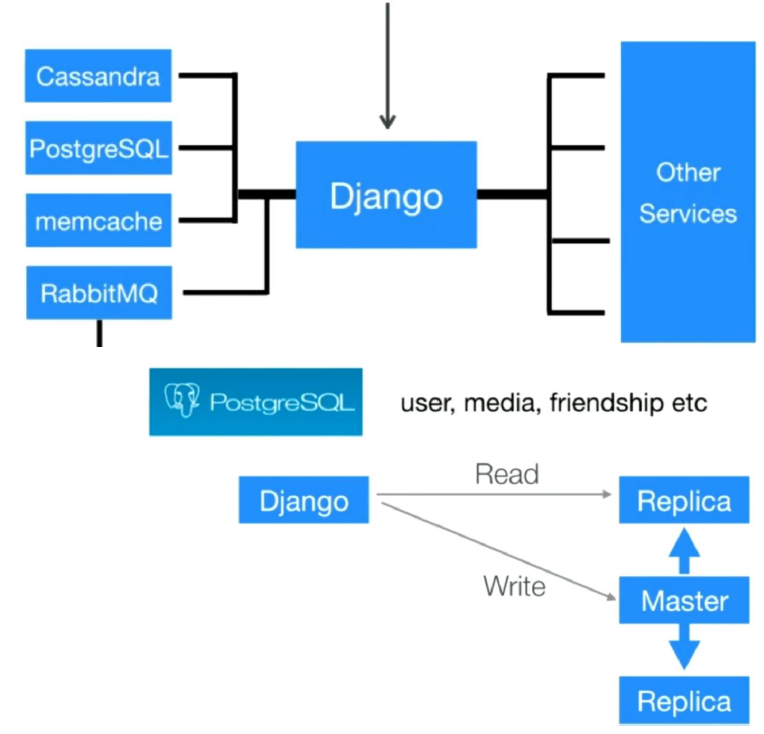 Cassandra
PostgreSQL
memcache
RabbitMQ
Django
Other
Services
PostgreSQL
user, media, friendship etc
Django
Read
Write
Replica
Master
Replica